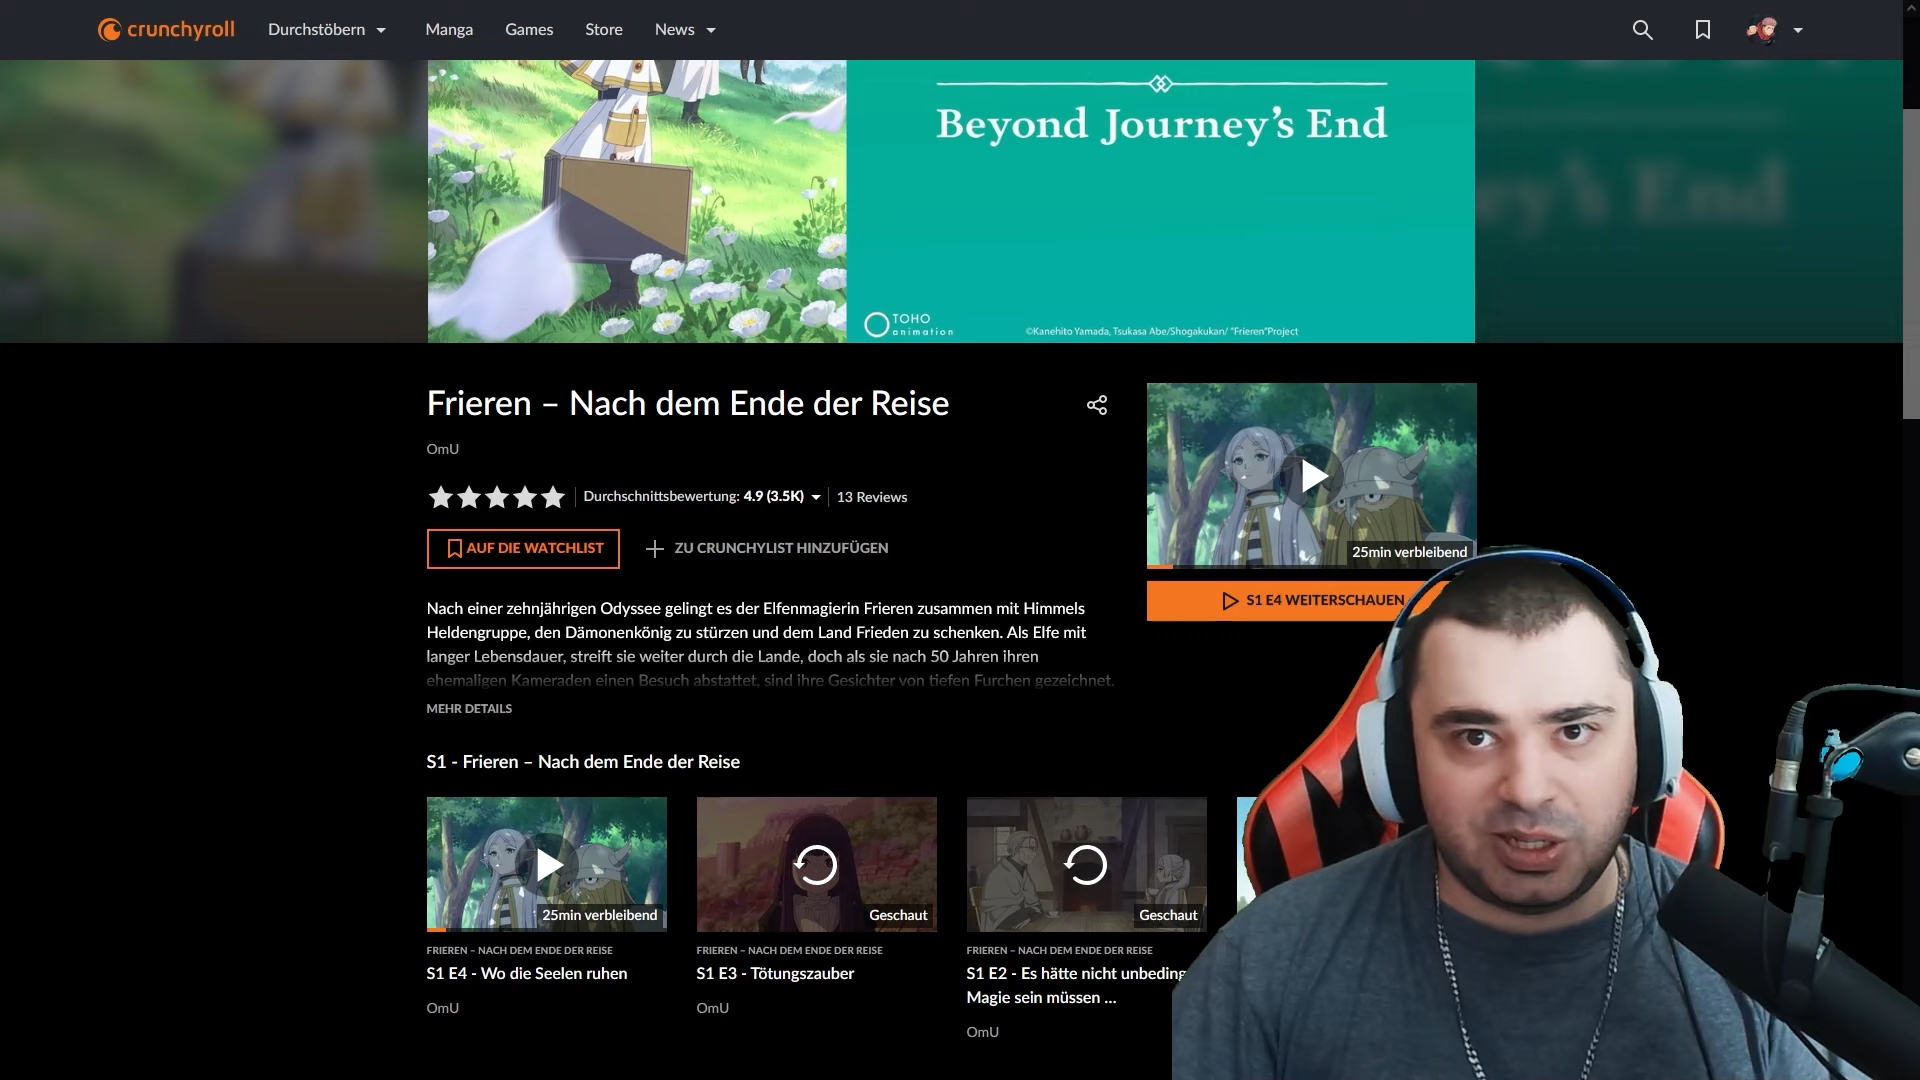 crunchyroll
Durchstöbern
Manga
Games
Store
News
Beyond Journey's End
ey's End
TOHO
animation
©Kanehito Yamada, Tsukasa Abe/Shogakukan/ "Frieren"Project
Frieren – Nach dem Ende der Reise
OmU
Durchschnittsbewertung: 4.9 (3.5K)
13 Reviews
AUF DIE WATCHLIST
ZU CRUNCHYLIST HINZUFÜGEN
25min verbleibend
S1 E4 WEITERSCHAUEN
Nach einer zehnjährigen Odyssee gelingt es der Elfenmagierin Frieren zusammen mit Himmels
Heldengruppe, den Dämonenkönig zu stürzen und dem Land Frieden zu schenken. Als Elfe mit
langer Lebensdauer, streift sie weiter durch die Lande, doch als sie nach 50 Jahren ihren
ehemaligen Kameraden einen Besuch abstattet, sind ihre Gesichter von tiefen Furchen gezeichnet.
MEHR DETAILS
S1 - Frieren – Nach dem Ende der Reise
25min verbleibend
FRIEREN – NACH DEM ENDE DER REISE
S1 E4 - Wo die Seelen ruhen
OmU
Geschaut
FRIEREN – NACH DEM ENDE DER REISE
S1 E3 - Tötungszauber
OmU
Geschaut
FRIEREN – NACH DEM ENDE DER REISE
S1 E2 - Es hätte nicht unbeding
Magie sein müssen ...
OmU